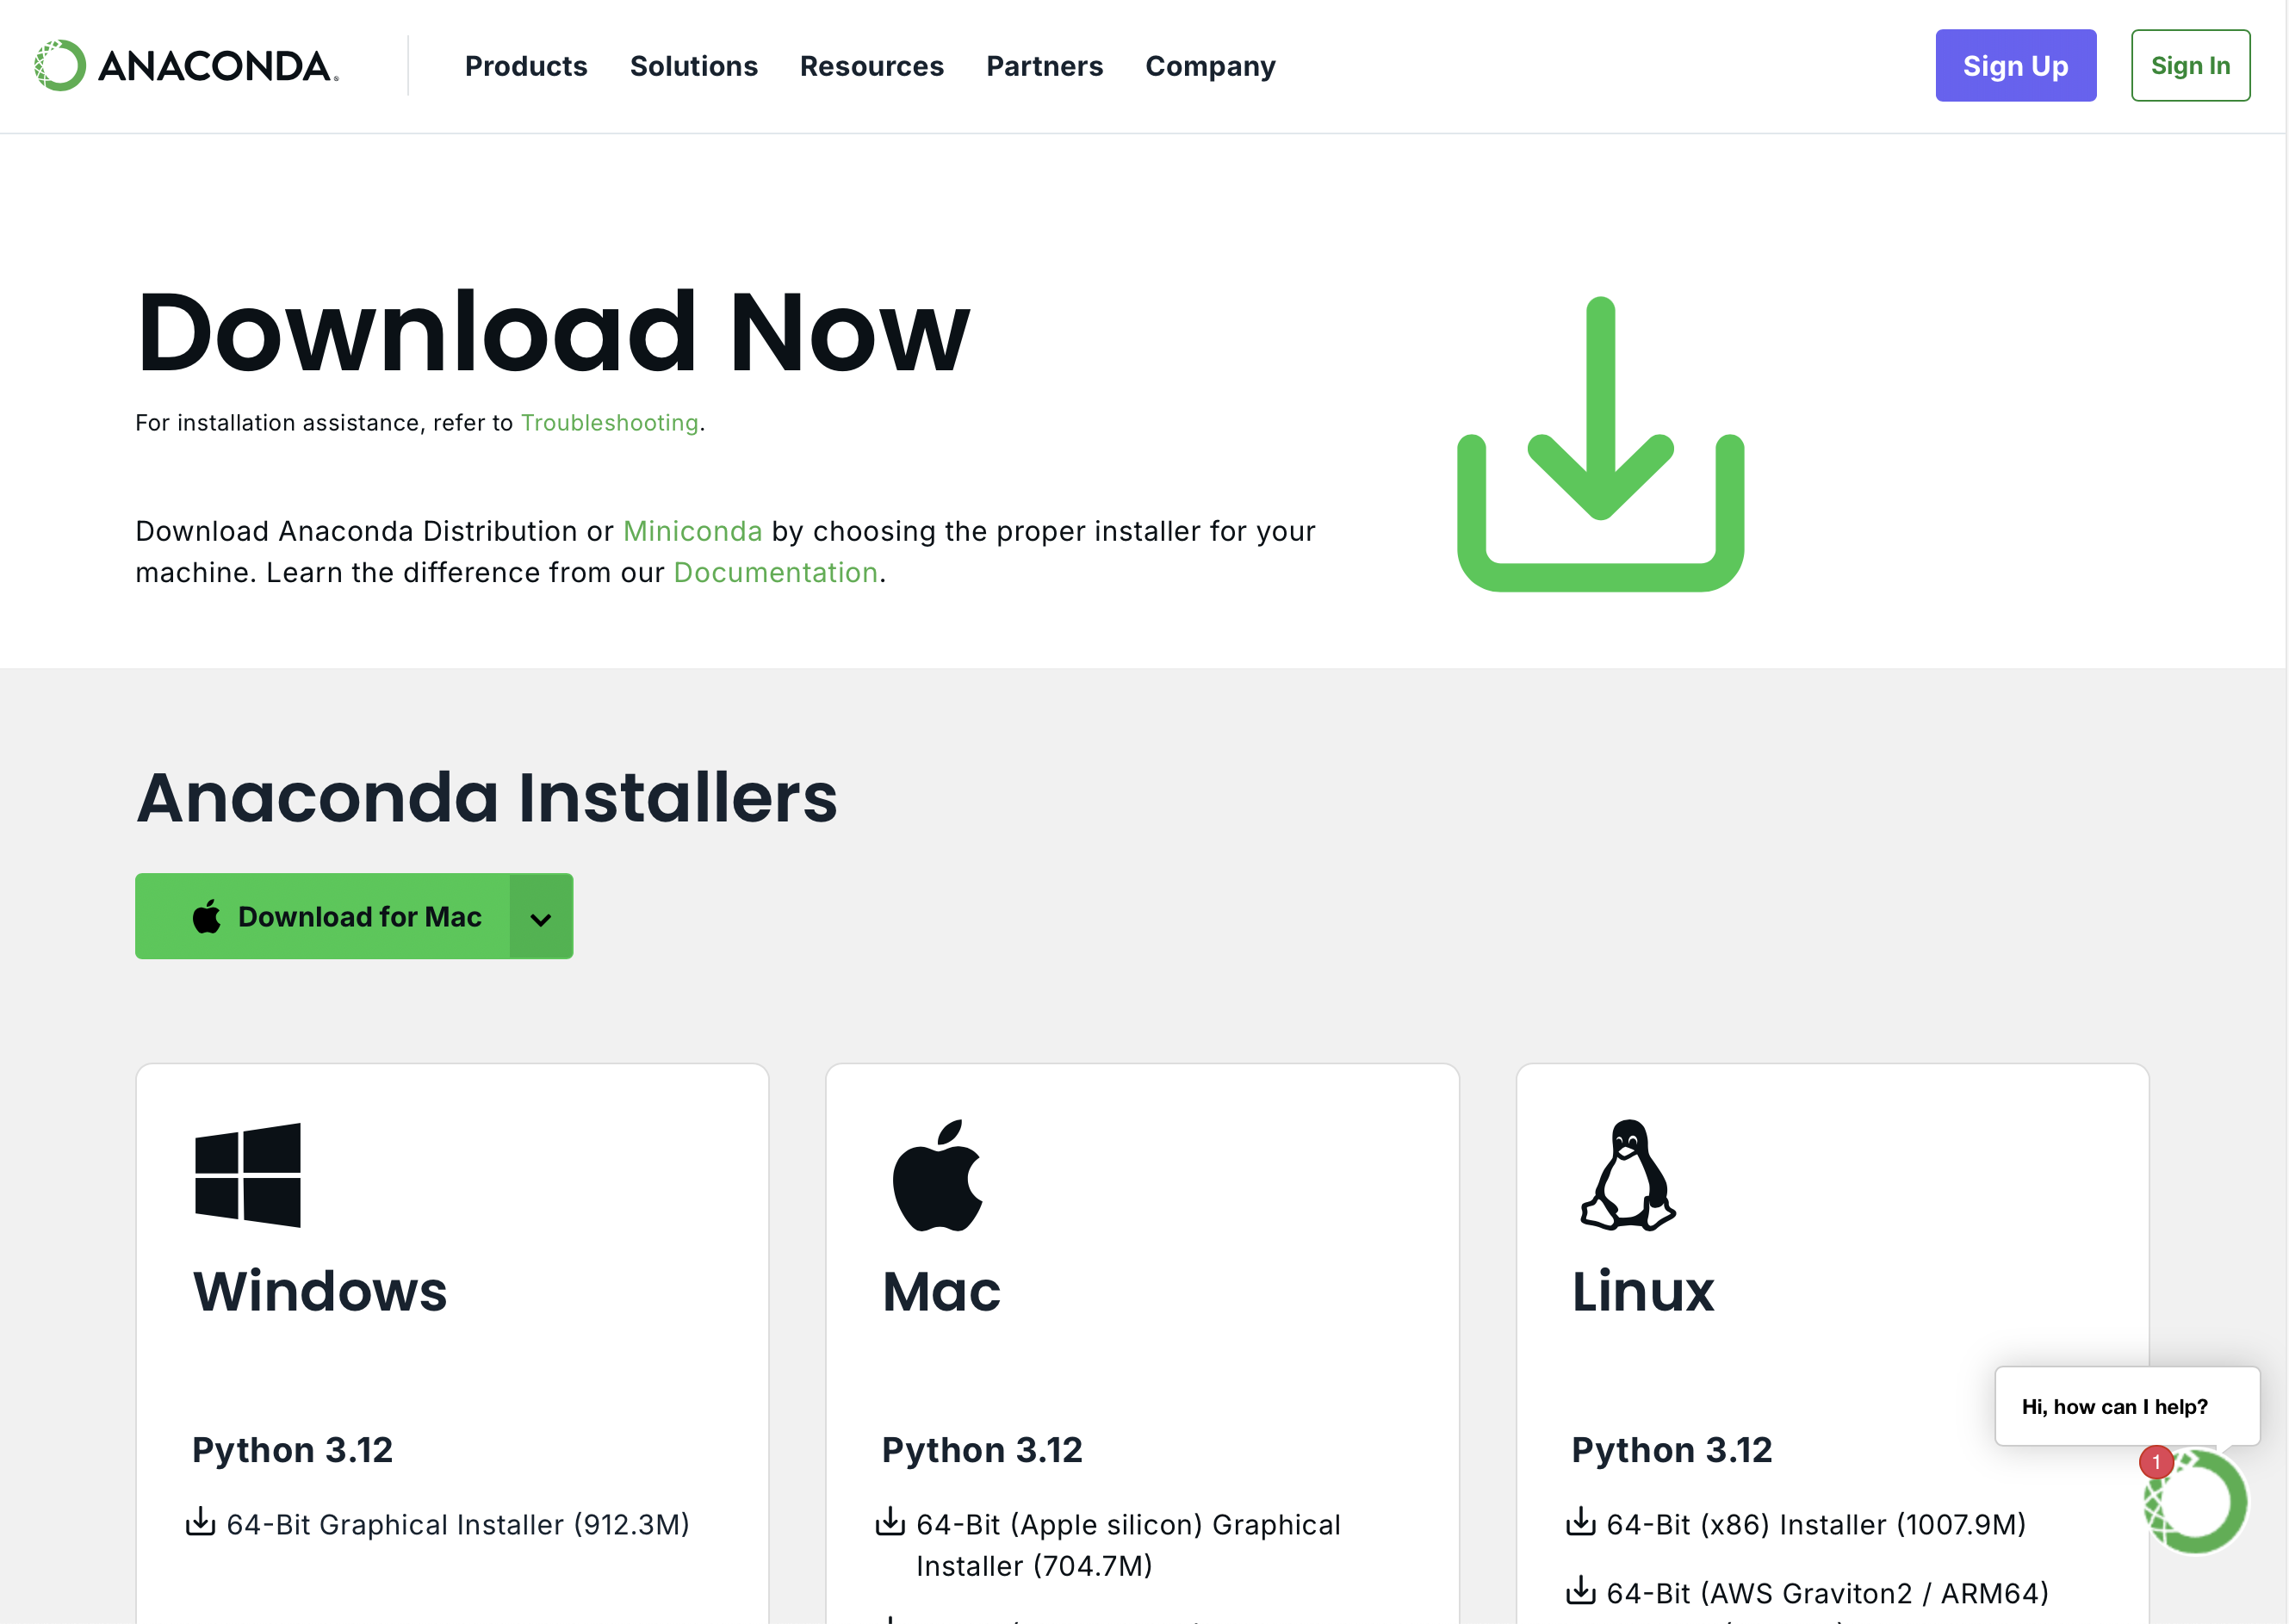 ANACONDA.
Products
Solutions
Resources
Partners
Company
Sign Up
Sign In
Download Now
For installation assistance, refer to Troubleshooting.
Download Anaconda Distribution or Miniconda by choosing the proper installer for your
machine. Learn the difference from our Documentation.
Anaconda Installers
Download for Mac
Windows
Python 3.12
64-Bit Graphical Installer (912.3M)
Mac
Python 3.12
64-Bit (Apple silicon) Graphical
Installer (704.7M)
Linux
Python 3.12
64-Bit (x86) Installer (1007.9M)
64-Bit (AWS Graviton2 / ARM64)
Hi, how can I help?
1